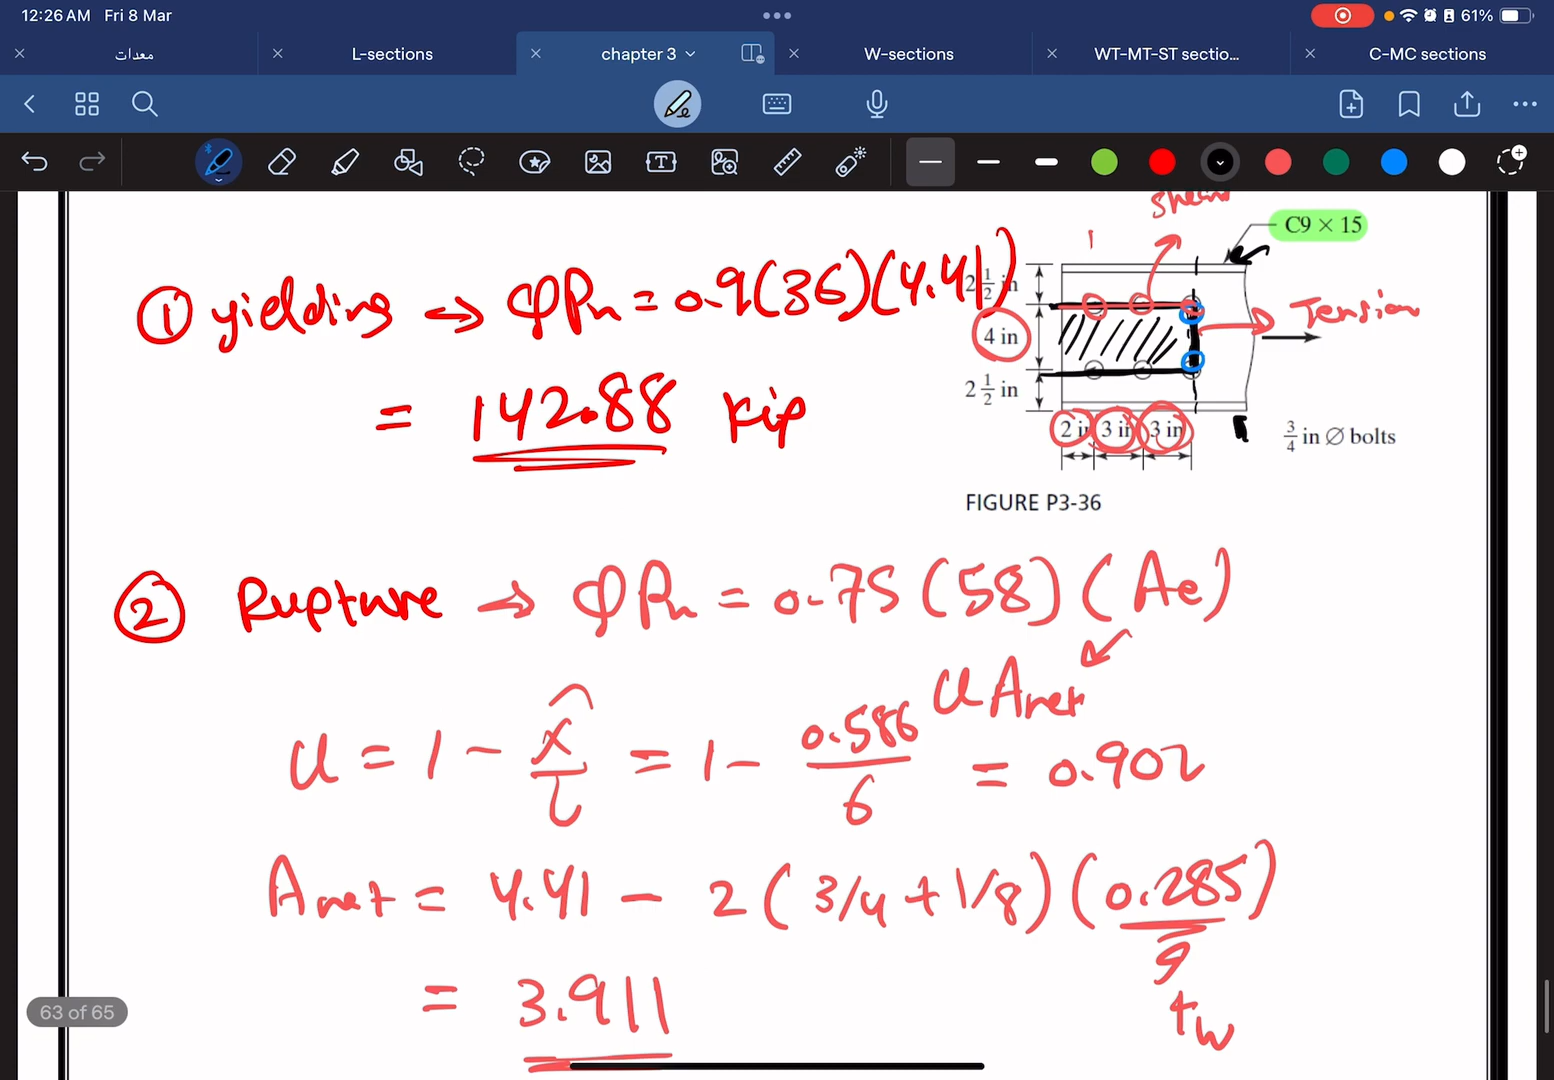 12:26 AM Fri 8 Mar
61%
معدات
L-sections
chapter 3
W-sections
WT-MT-ST sectio...
C-MC sections
shear
C9 × 15
① yielding → φPn = 0.9(36)(4.41)
2 1/2 in
Tension
4 in
= 142.88 kip
2 1/2 in
2 in 3 in 3 in
3/4 in Ø bolts
FIGURE P3-36
② Rupture → φPn = 0.75 (58) (Ae)
U Anet
U = 1 - x̄/L = 1 - 0.586/6 = 0.902
Anet = 4.41 - 2 (3/4 + 1/8) (0.285)
= 3.911
tw
63 of 65